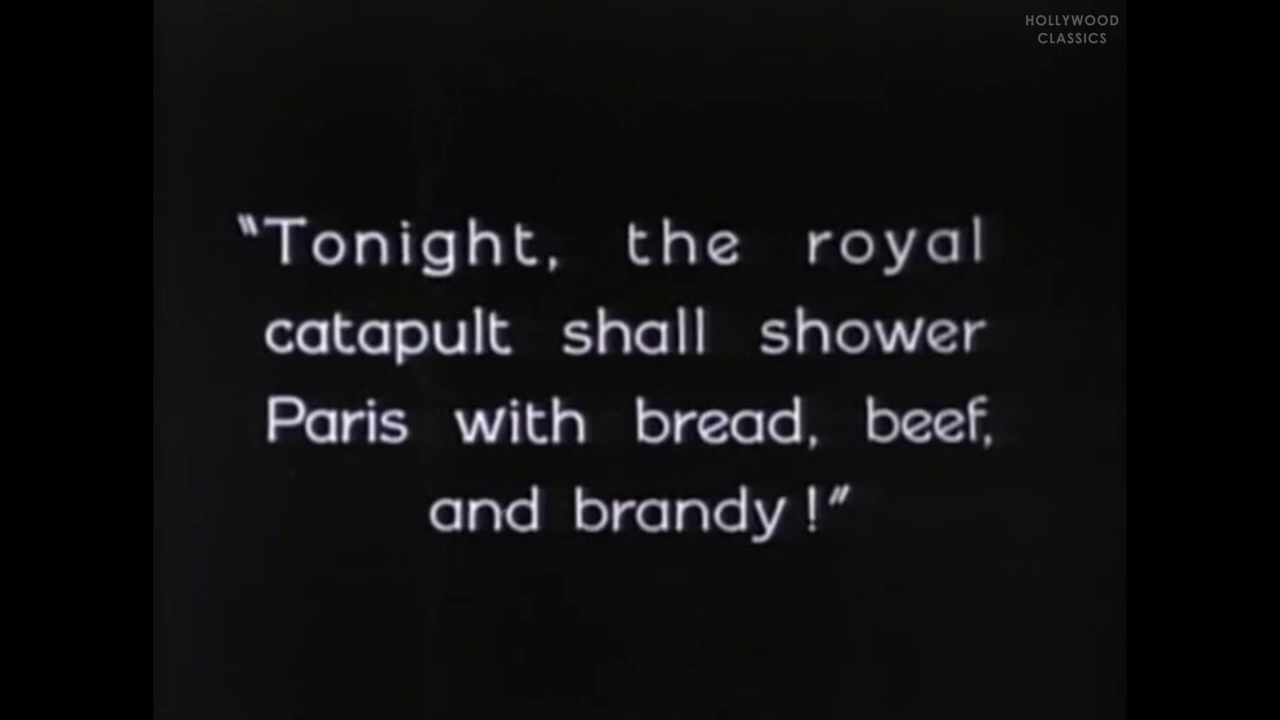 HOLLYWOOD
CLASSICS
"Tonight, the royal
catapult shall shower
Paris with bread, beef,
and brandy!"